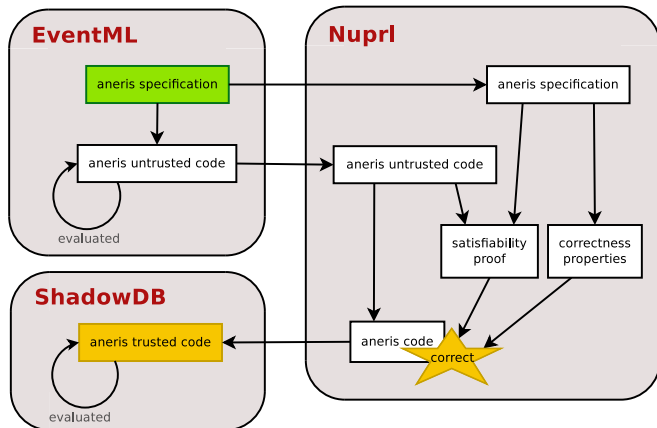 EventML
aneris specification
aneris untrusted code
evaluated
Nuprl
aneris specification
aneris untrusted code
satisfiability
proof
correctness
properties
aneris code
correct
ShadowDB
aneris trusted code
evaluated